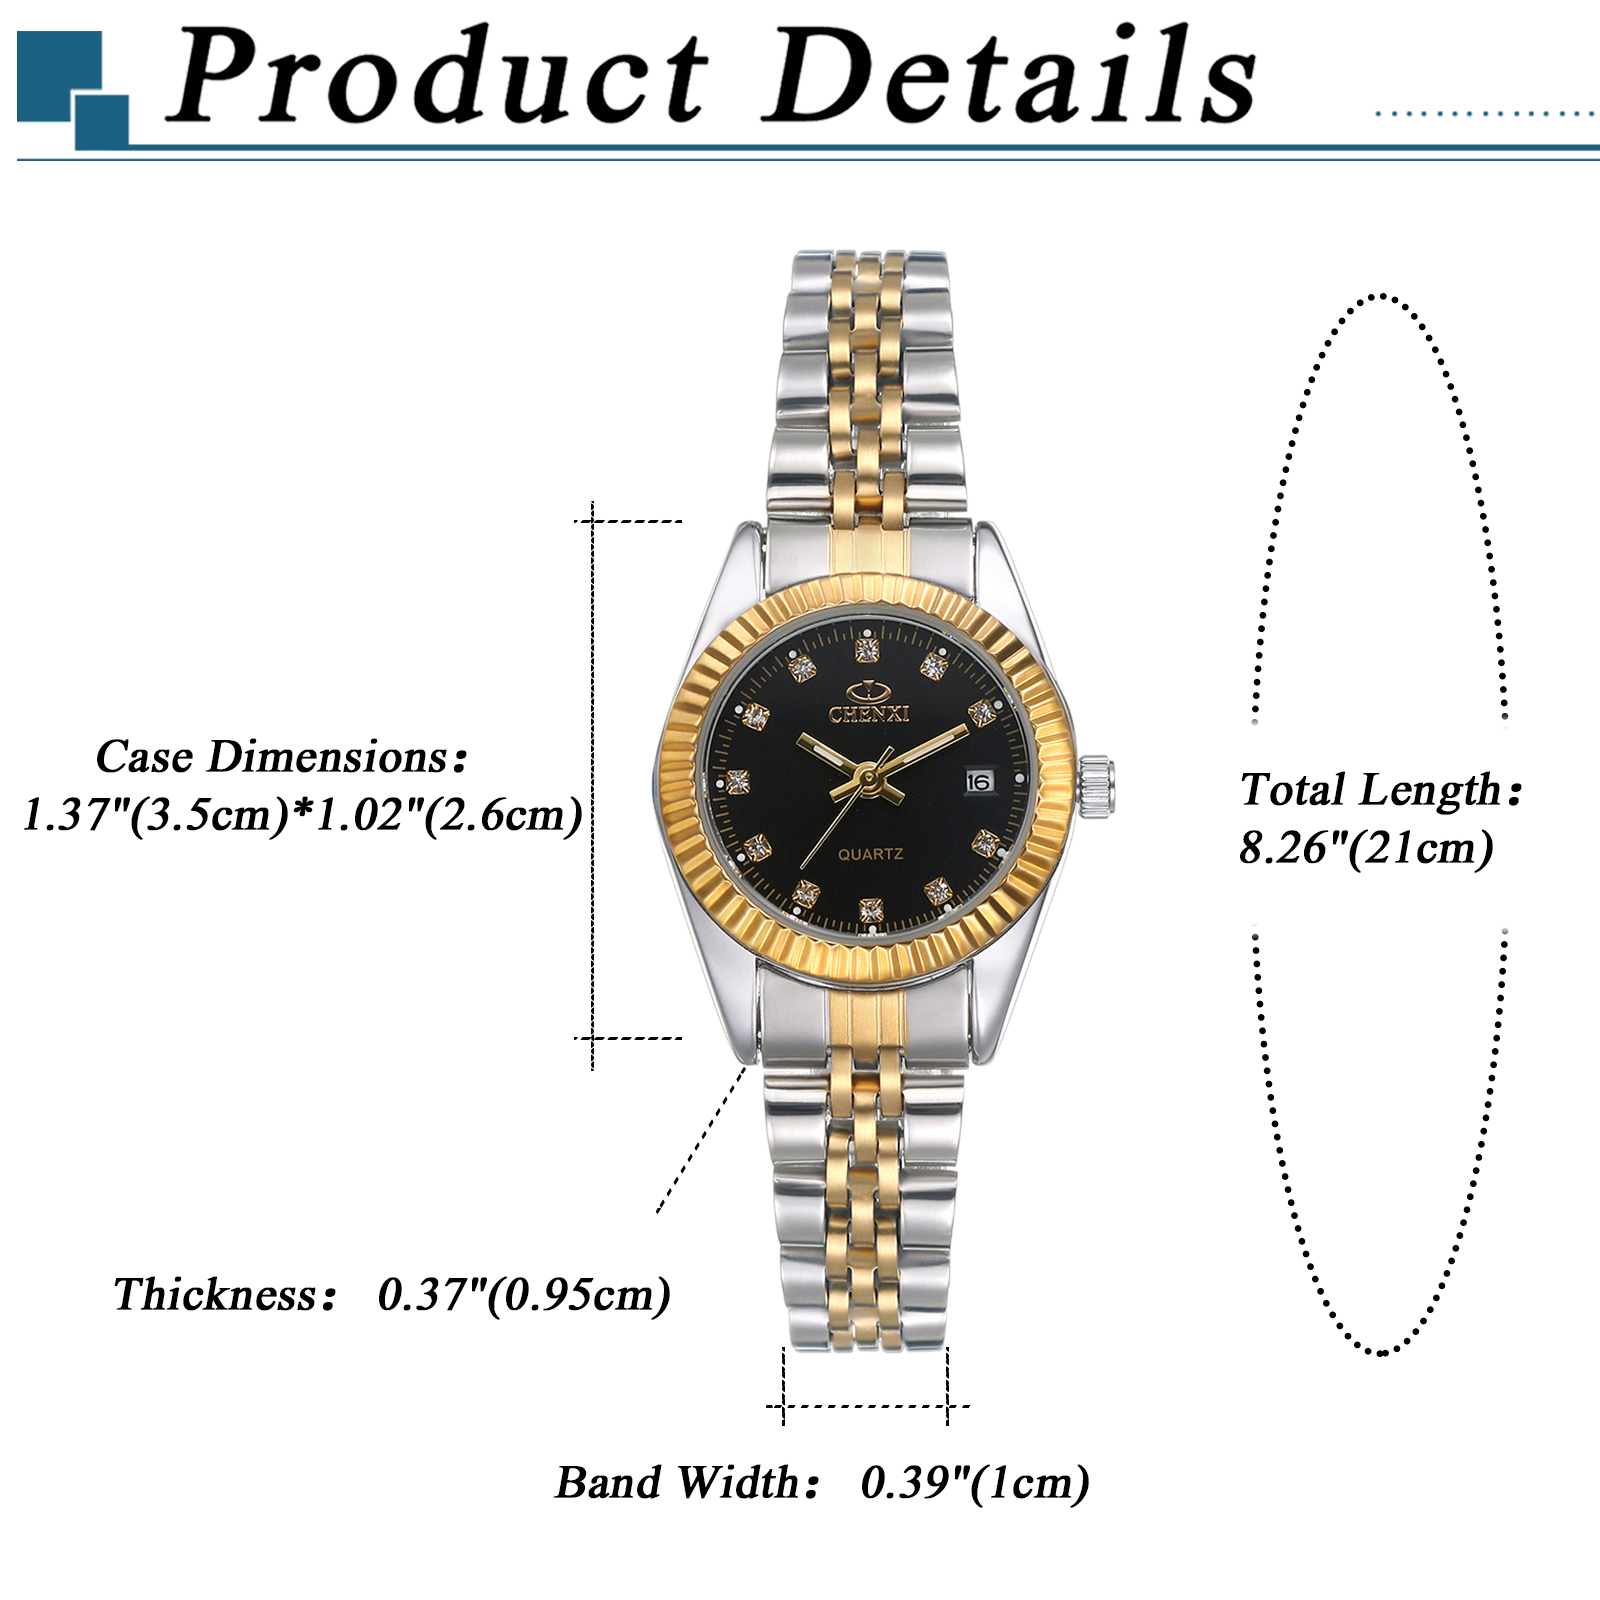 Product Details
CHENXI
16
QUARTZ
Case Dimensions：
1.37"(3.5cm)*1.02"(2.6cm)
Total Length：
8.26"(21cm)
Thickness： 0.37"(0.95cm)
Band Width： 0.39"(1cm)